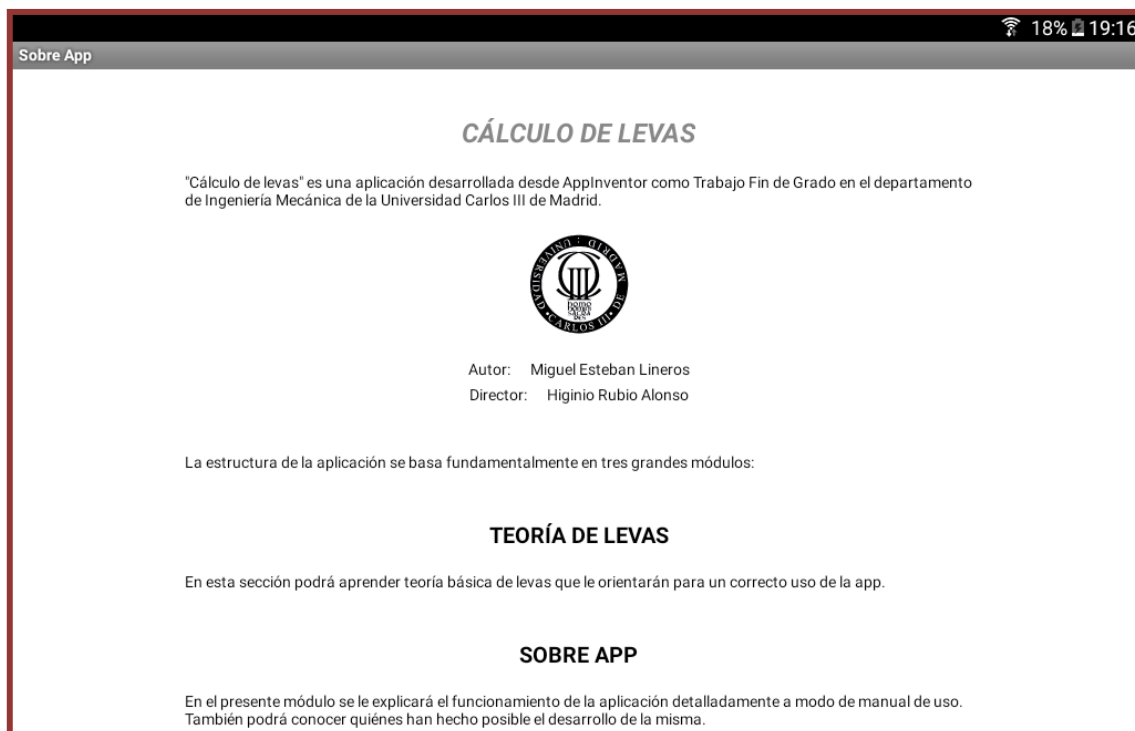 18% 19:16
Sobre App
CÁLCULO DE LEVAS
"Cálculo de levas" es una aplicación desarrollada desde AppInventor como Trabajo Fin de Grado en el departamento
de Ingeniería Mecánica de la Universidad Carlos III de Madrid.
UNIVERSIDAD · CARLOS III · DE MADRID
Autor: Miguel Esteban Lineros
Director: Higinio Rubio Alonso
La estructura de la aplicación se basa fundamentalmente en tres grandes módulos:
TEORÍA DE LEVAS
En esta sección podrá aprender teoría básica de levas que le orientarán para un correcto uso de la app.
SOBRE APP
En el presente módulo se le explicará el funcionamiento de la aplicación detalladamente a modo de manual de uso.
También podrá conocer quiénes han hecho posible el desarrollo de la misma.